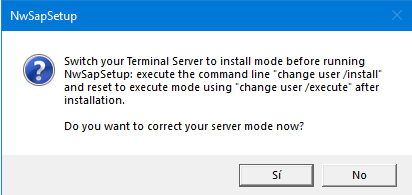 NwSapSetup
Switch your Terminal Server to install mode before running
NwSapSetup: execute the command line "change user /install"
and reset to execute mode using "change user /execute" after
installation.
Do you want to correct your server mode now?
Sí
No